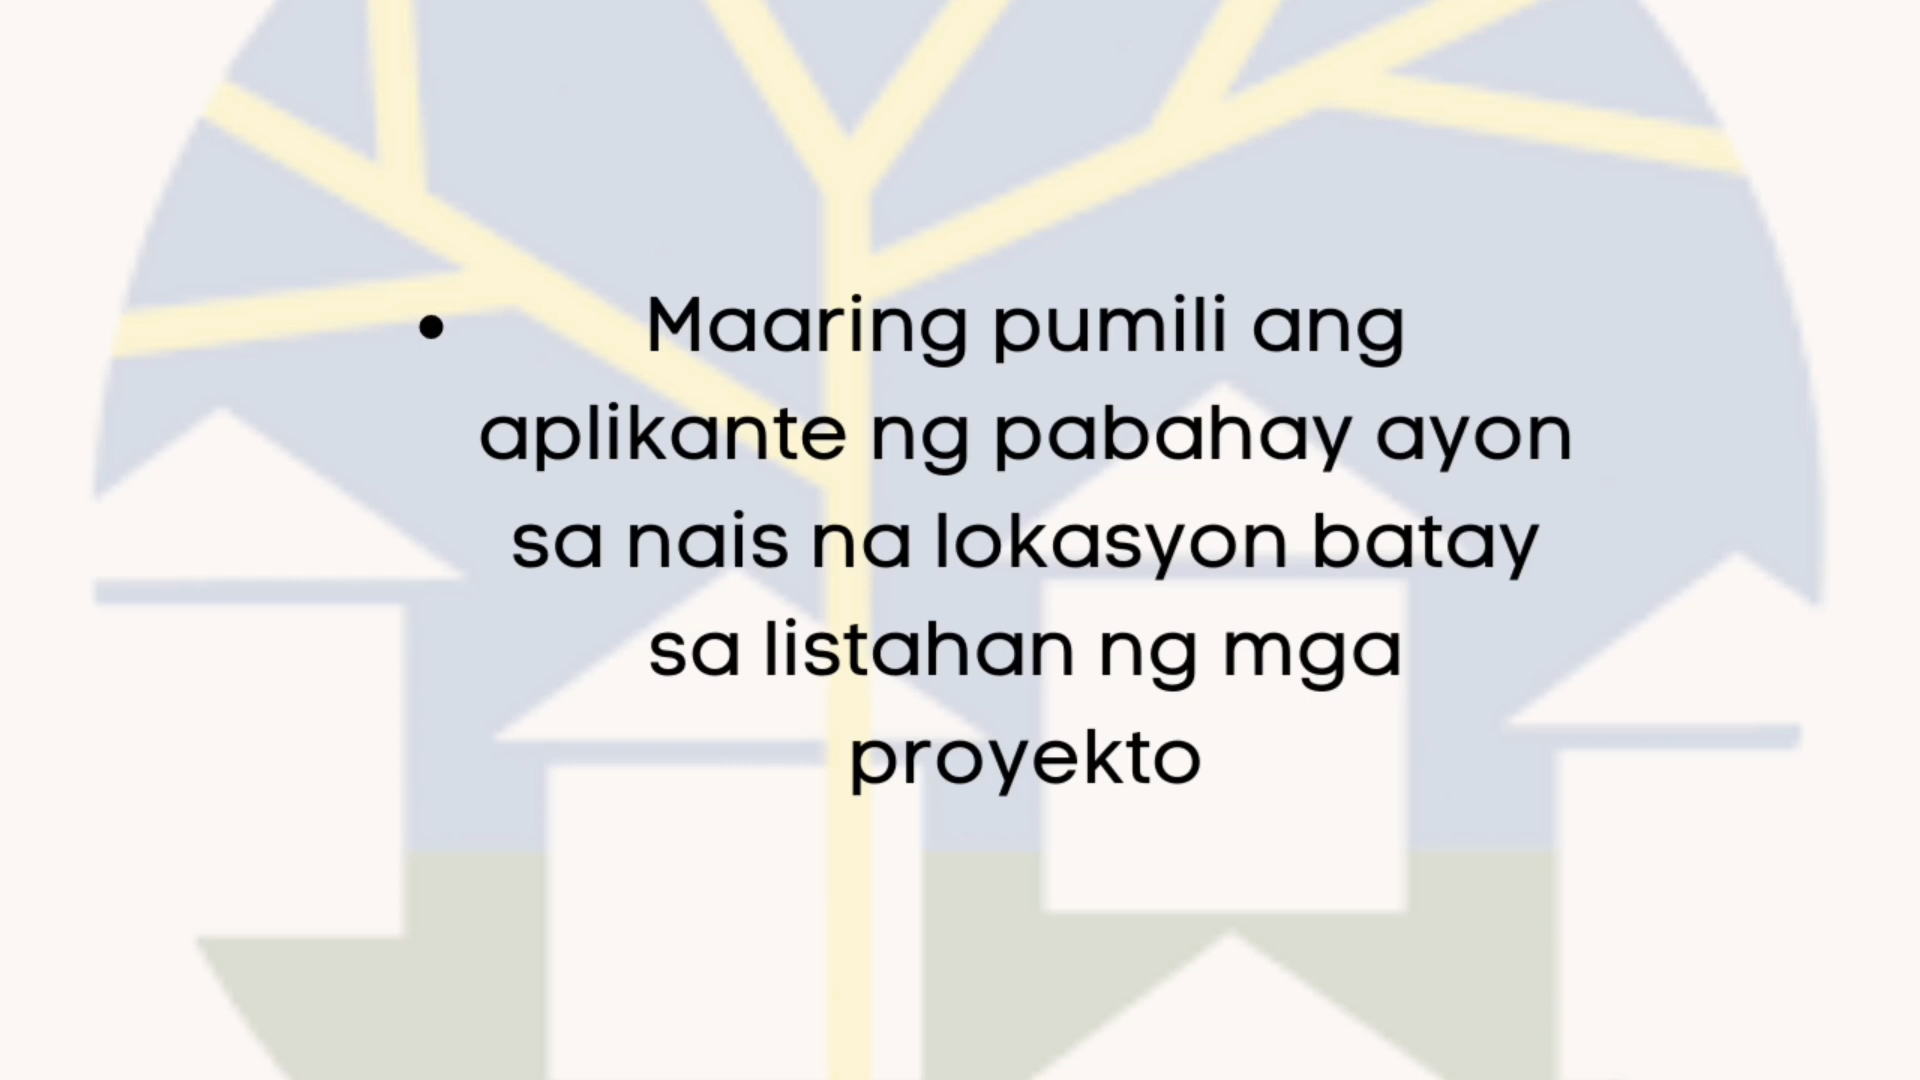 • Maaring pumili ang
aplikante ng pabahay ayon
sa nais na lokasyon batay
sa listahan ng mga
proyekto